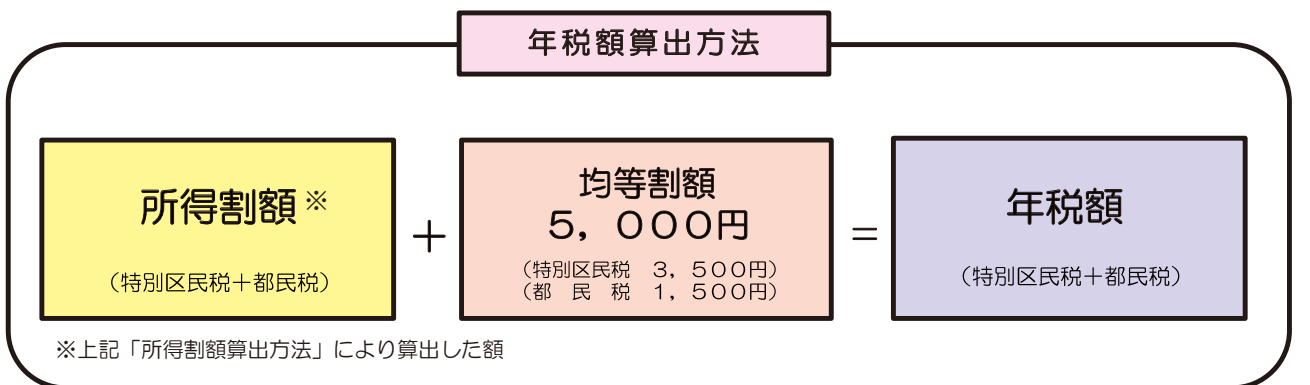 年税額算出方法
所得割額※
（特別区民税＋都民税）
＋
均等割額
５，０００円
（特別区民税　３，５００円）
（都　民　税　１，５００円）
＝
年税額
（特別区民税＋都民税）
※上記「所得割額算出方法」により算出した額